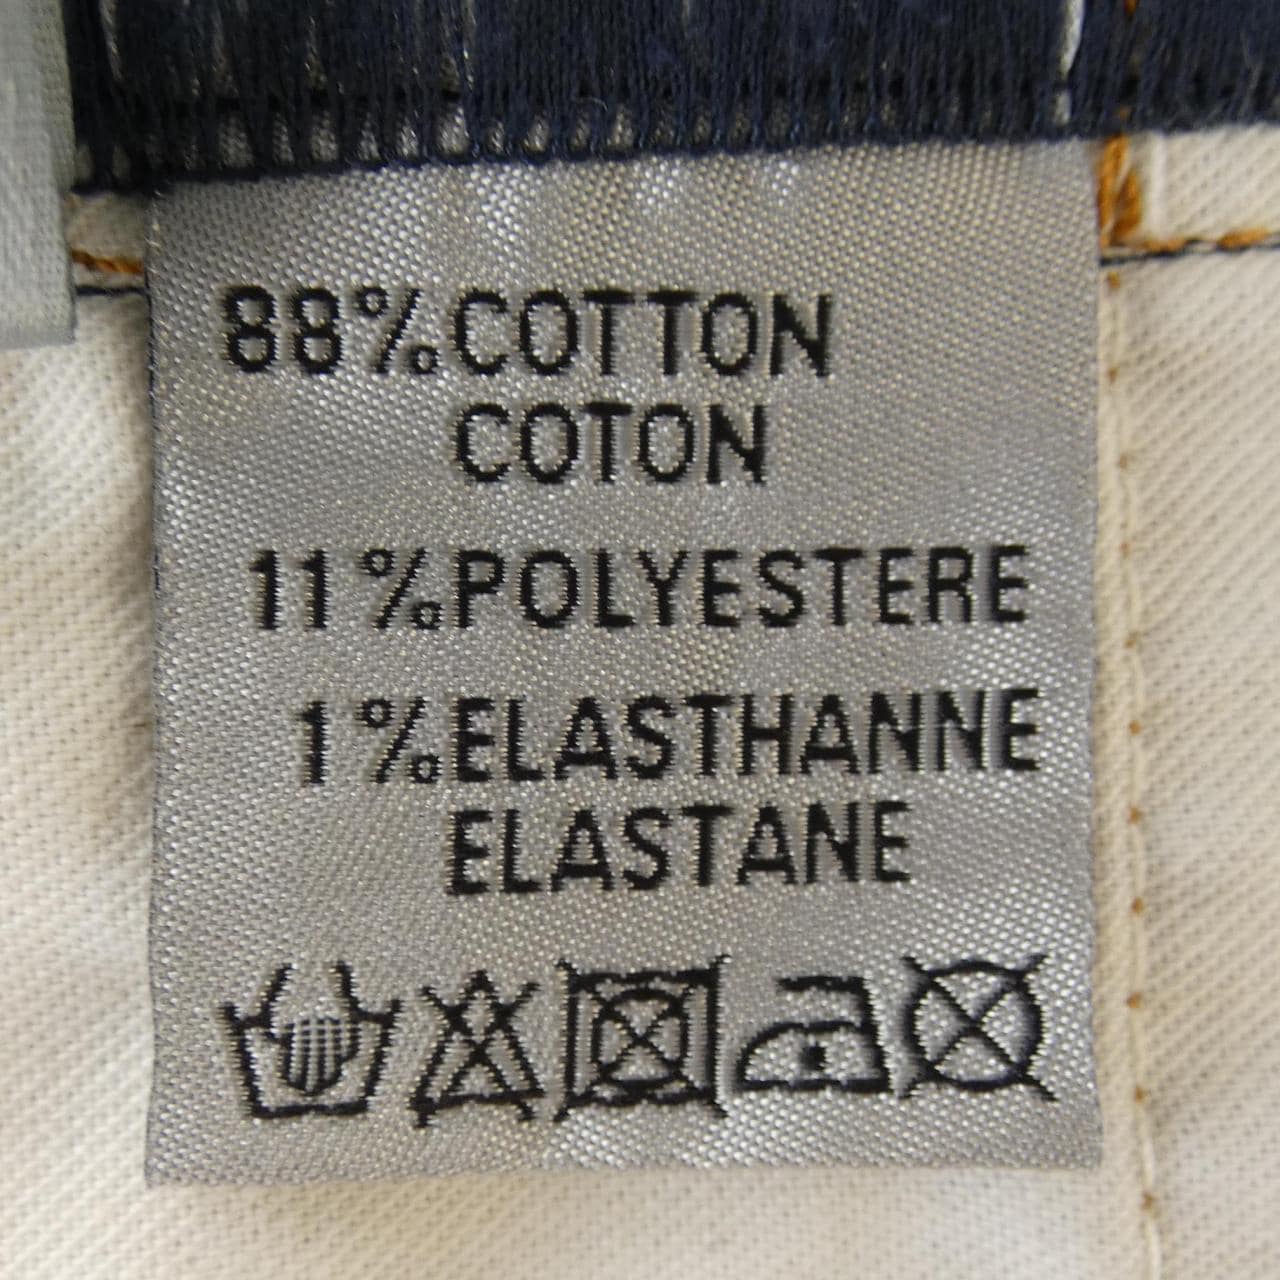 88% COTTON
COTON
11% POLYESTERE
1% ELASTHANNE
ELASTANE